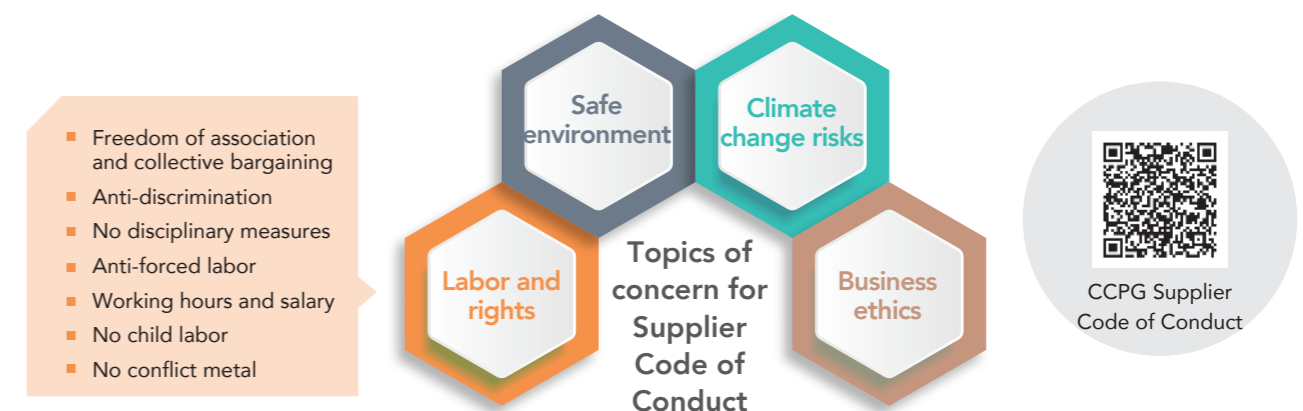 Freedom of association
and collective bargaining
Anti-discrimination
No disciplinary measures
Anti-forced labor
Working hours and salary
No child labor
No conflict metal
Safe
environment
Climate
change risks
Labor and
rights
Business
ethics
Topics of
concern for
Supplier
Code of
Conduct
CCPG Supplier
Code of Conduct